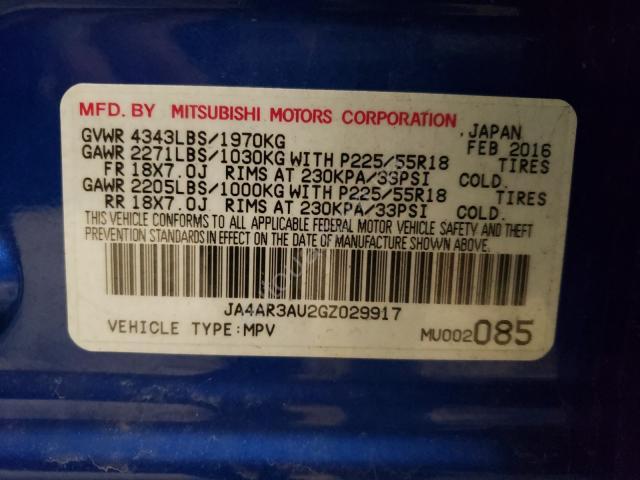 MFD. BY MITSUBISHI MOTORS CORPORATION
JAPAN
GVWR 4343LBS/1970KG FEB 2016
GAWR 2271LBS/1030KG WITH P225/55R18 TIRES
FR 18X7.0J RIMS AT 230KPA/33PSI COLD.
GAWR 2205LBS/1000KG WITH P225/55R18 TIRES
RR 18X7.0J RIMS AT 230KPA/33PSI COLD.
THIS VEHICLE CONFORMS TO ALL APPLICABLE FEDERAL MOTOR VEHICLE SAFETY AND THEFT
PREVENTION STANDARDS IN EFFECT ON THE DATE OF MANUFACTURE SHOWN ABOVE.
JA4AR3AU2GZ029917
VEHICLE TYPE:MPV MU002085